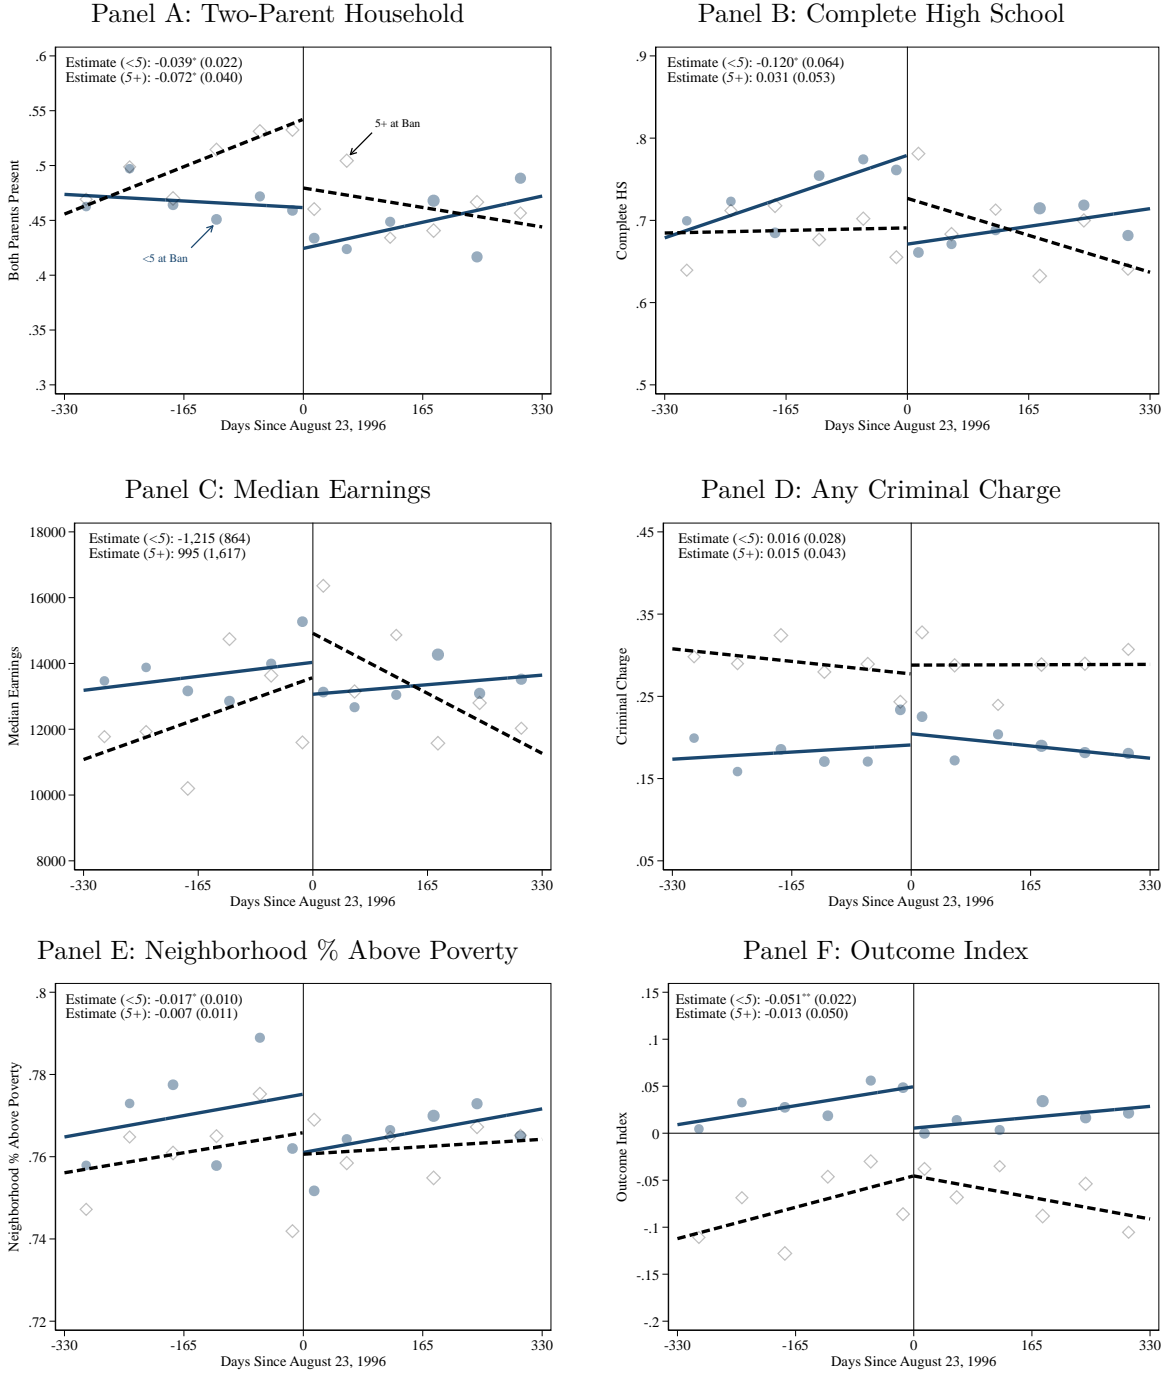 Panel A: Two-Parent Household
Estimate (<5): -0.039* (0.022)
Estimate (5+): -0.072* (0.040)
.6
.55
.5
.45
.4
.35
.3
Both Parents Present
5+ at Ban
<5 at Ban
-330
-165
0
165
330
Days Since August 23, 1996
Panel B: Complete High School
Estimate (<5): -0.120* (0.064)
Estimate (5+): 0.031 (0.053)
.9
.8
.7
.6
.5
Complete HS
-330
-165
0
165
330
Days Since August 23, 1996
Panel C: Median Earnings
Estimate (<5): -1,215 (864)
Estimate (5+): 995 (1,617)
18000
16000
14000
12000
10000
8000
Median Earnings
-330
-165
0
165
330
Days Since August 23, 1996
Panel D: Any Criminal Charge
Estimate (<5): 0.016 (0.028)
Estimate (5+): 0.015 (0.043)
.45
.35
.25
.15
.05
Criminal Charge
-330
-165
0
165
330
Days Since August 23, 1996
Panel E: Neighborhood % Above Poverty
Estimate (<5): -0.017* (0.010)
Estimate (5+): -0.007 (0.011)
.8
.78
.76
.74
.72
Neighborhood % Above Poverty
-330
-165
0
165
330
Days Since August 23, 1996
Panel F: Outcome Index
Estimate (<5): -0.051** (0.022)
Estimate (5+): -0.013 (0.050)
.15
.1
.05
0
-.05
-.1
-.15
-.2
Outcome Index
-330
-165
0
165
330
Days Since August 23, 1996